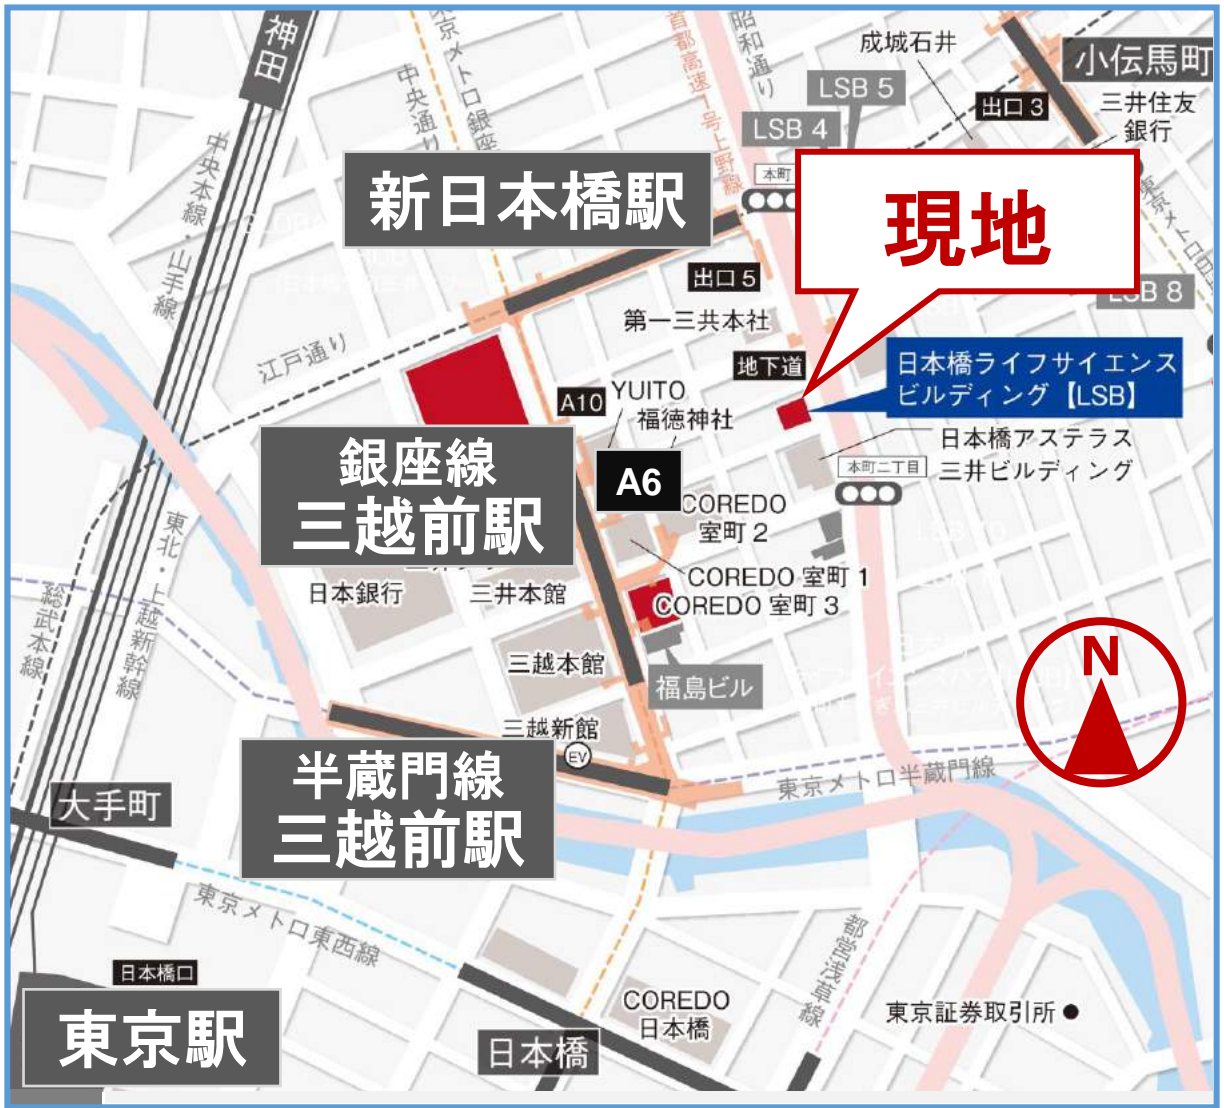 神田
東京メトロ銀座
中央通り
首都高速1号上野線
昭和通り
成城石井
小伝馬町
LSB 5
LSB 4
出口 3
三井住友
銀行
本町
現地
新日本橋駅
中央本線・山手線
出口 5
LSB 8
第一三共本社
江戸通り
地下道
日本橋ライフサイエンス
ビルディング【LSB】
A10
YUITO
福徳神社
日本橋アステラス
三井ビルディング
本町二丁目
銀座線
三越前駅
A6
COREDO
室町 2
COREDO 室町 1
COREDO 室町 3
日本銀行
三井本館
東北・上越新幹線
総武本線
三越本館
福島ビル
N
三越新館
EV
半蔵門線
三越前駅
東京メトロ半蔵門線
大手町
東京メトロ東西線
都営浅草線
日本橋口
東京駅
日本橋
COREDO
日本橋
東京証券取引所